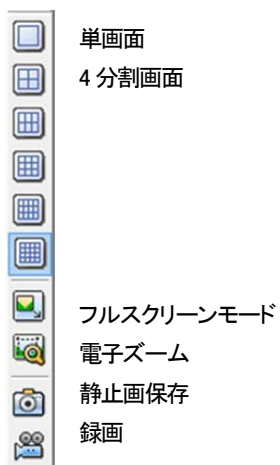 単画面
4 分割画面
フルスクリーンモード
電子ズーム
静止画保存
録画